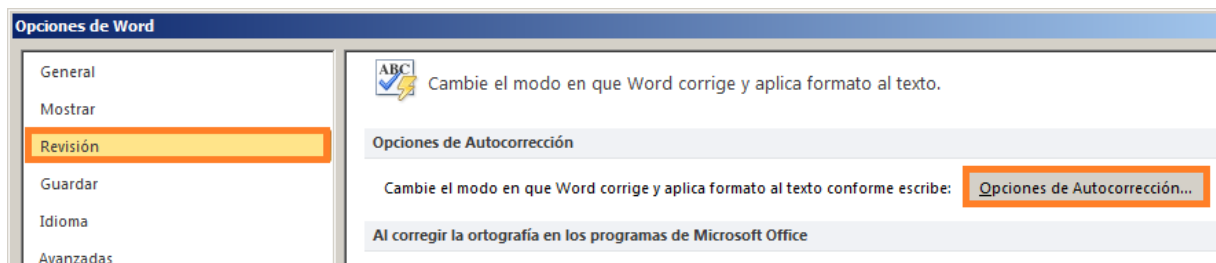 Opciones de Word
General
Mostrar
Revisión
Guardar
Idioma
Avanzadas
ABC
Cambie el modo en que Word corrige y aplica formato al texto.
Opciones de Autocorrección
Cambie el modo en que Word corrige y aplica formato al texto conforme escribe: Opciones de Autocorrección...
Al corregir la ortografía en los programas de Microsoft Office